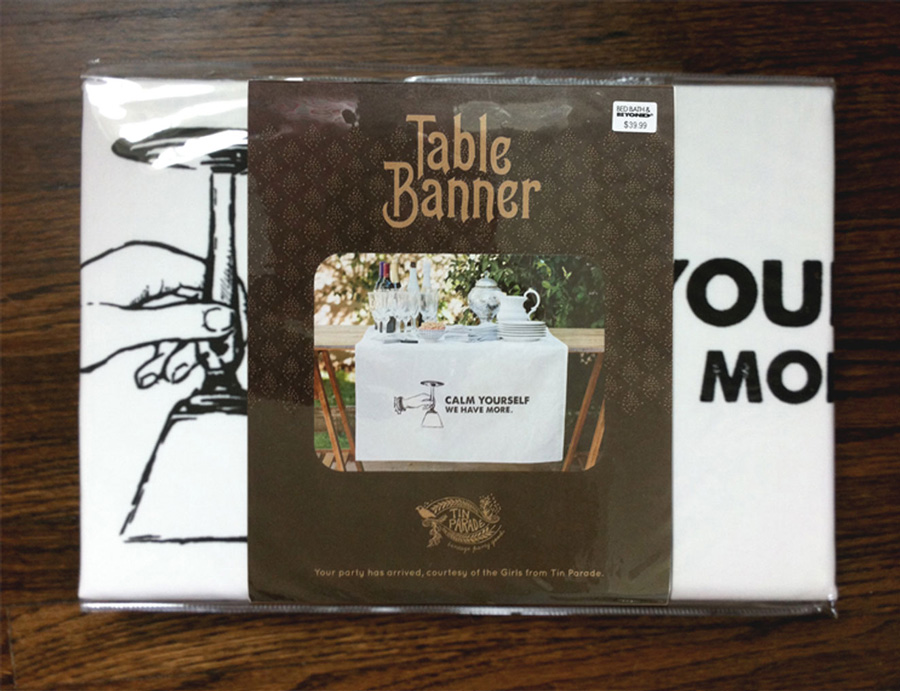 BED BATH &
BEYOND
$39.99
Table
Banner
YOU
MO
CALM YOURSELF
WE HAVE MORE.
TIN
PARADE
Your party has arrived, courtesy of the Girls from Tin Parade.